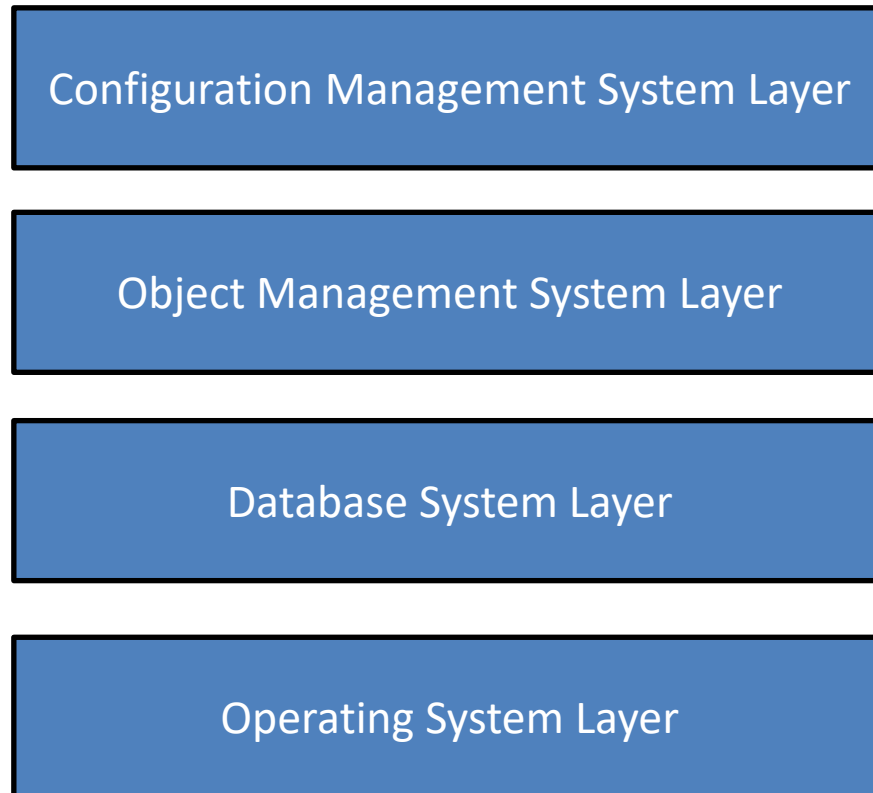 Configuration Management System Layer
Object Management System Layer
Database System Layer
Operating System Layer